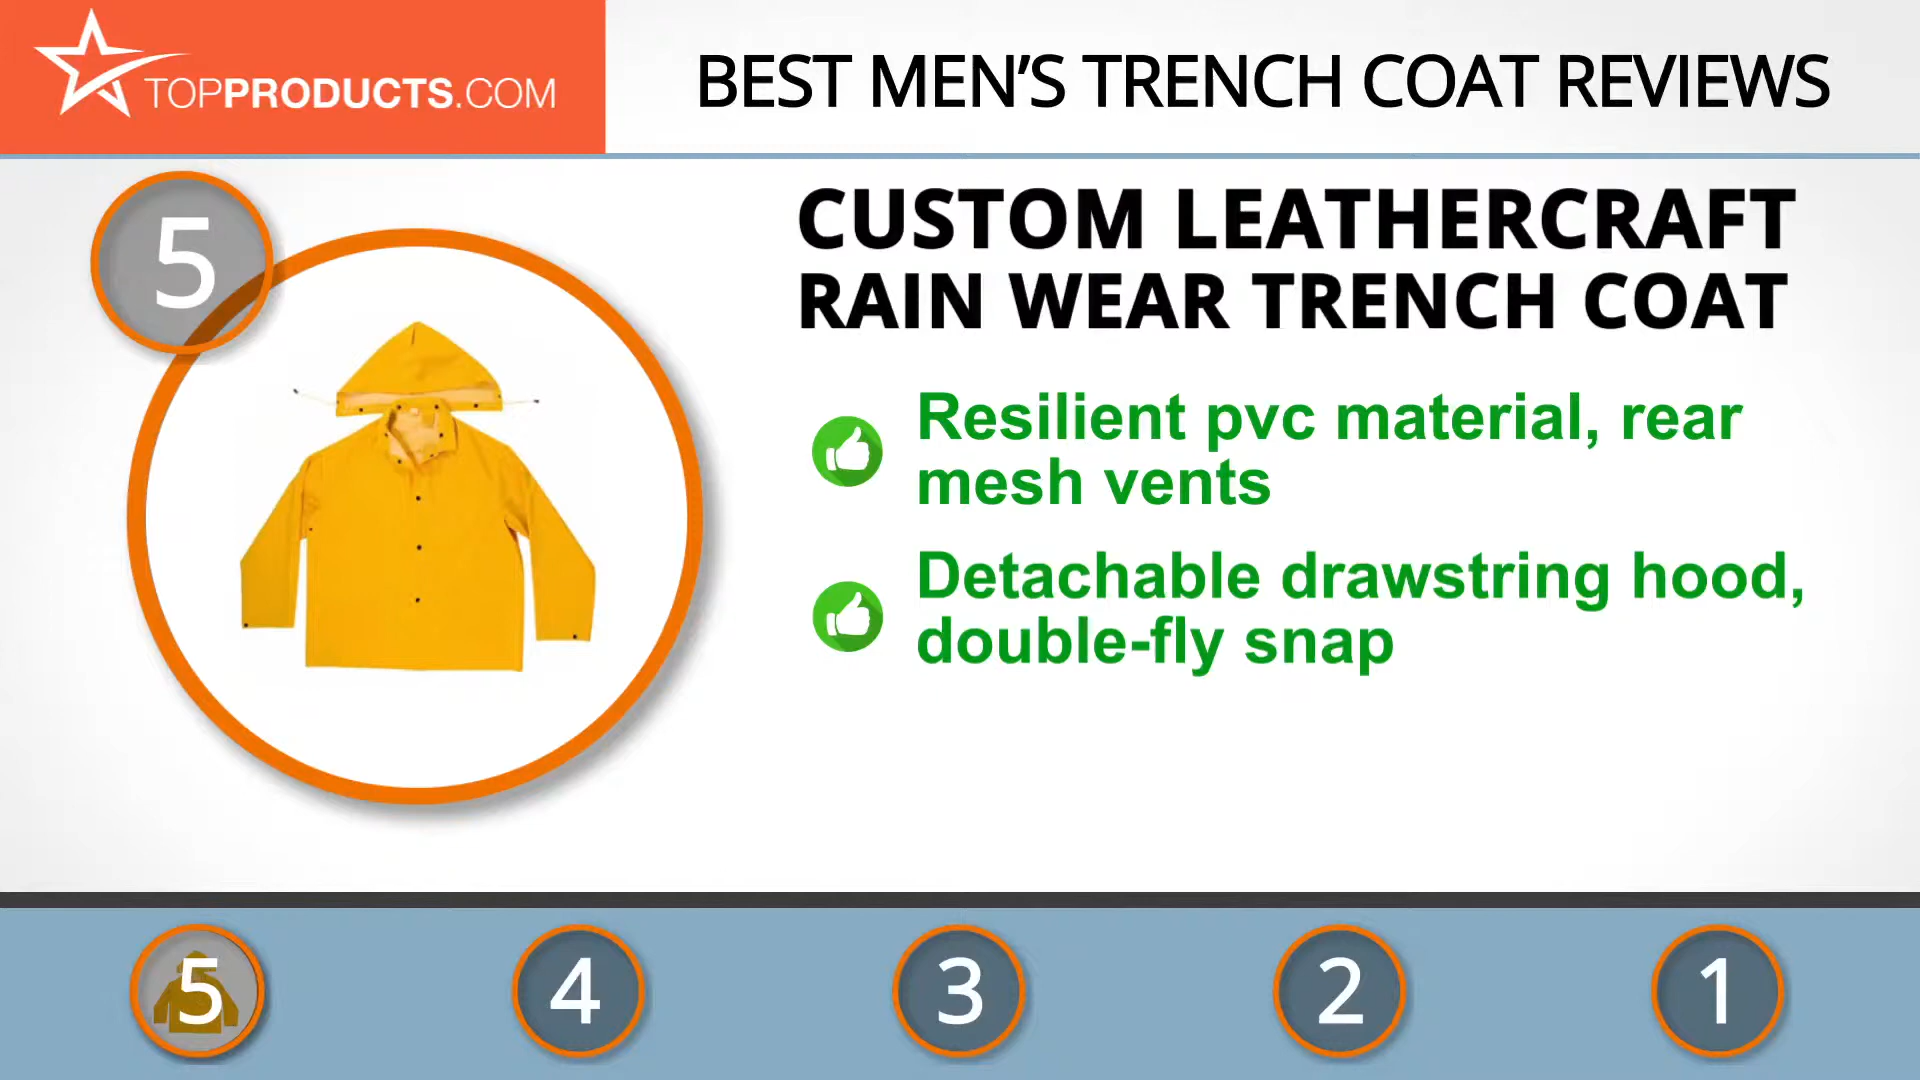 TOPPRODUCTS.COM
BEST MEN’S TRENCH COAT REVIEWS
5
CUSTOM LEATHERCRAFT
RAIN WEAR TRENCH COAT
Resilient pvc material, rear
mesh vents
Detachable drawstring hood,
double-fly snap
5 4 3 2 1